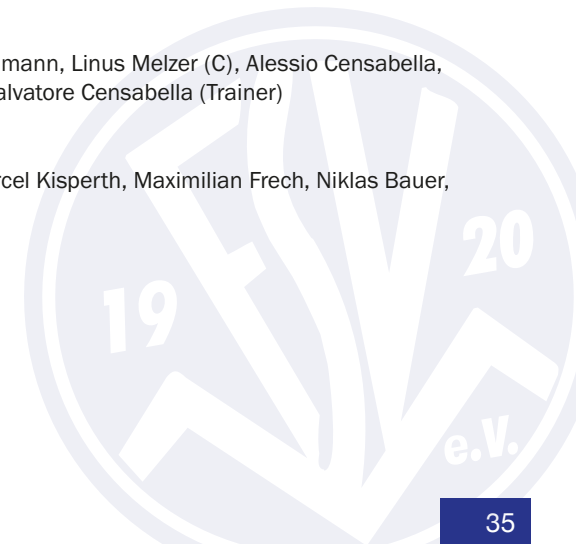 mann, Linus Melzer (C), Alessio Censabella,
alvatore Censabella (Trainer)
rcel Kisperth, Maximilian Frech, Niklas Bauer,
19
20
e.V.
35